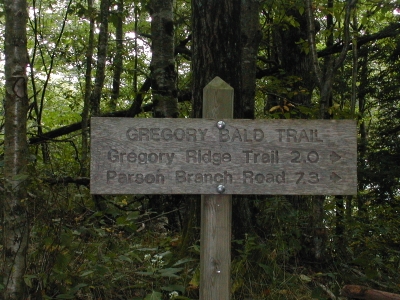 GREGORY BALD TRAIL
Gregory Ridge Trail 2.0 →
Parson Branch Road 7.3 →